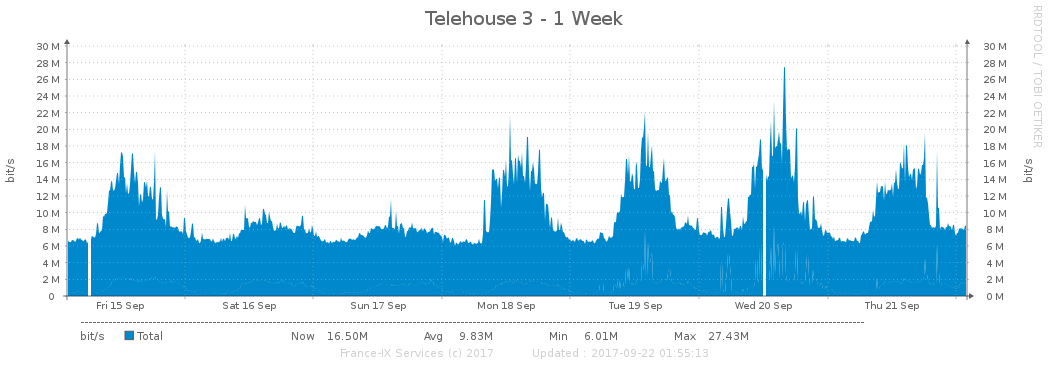 Telehouse 3 - 1 Week
RRDTOOL / TOBI OETIKER
bit/s
30 M 30 M
28 M 28 M
26 M 26 M
24 M 24 M
22 M 22 M
20 M 20 M
18 M 18 M
16 M 16 M
14 M 14 M
12 M 12 M
10 M 10 M
8 M 8 M
6 M 6 M
4 M 4 M
2 M 2 M
0 0 M
bit/s
Fri 15 Sep Sat 16 Sep Sun 17 Sep Mon 18 Sep Tue 19 Sep Wed 20 Sep Thu 21 Sep
bit/s Total Now 16.50M Avg 9.83M Min 6.01M Max 27.43M
France-IX Services (c) 2017 Updated : 2017-09-22 01:55:13